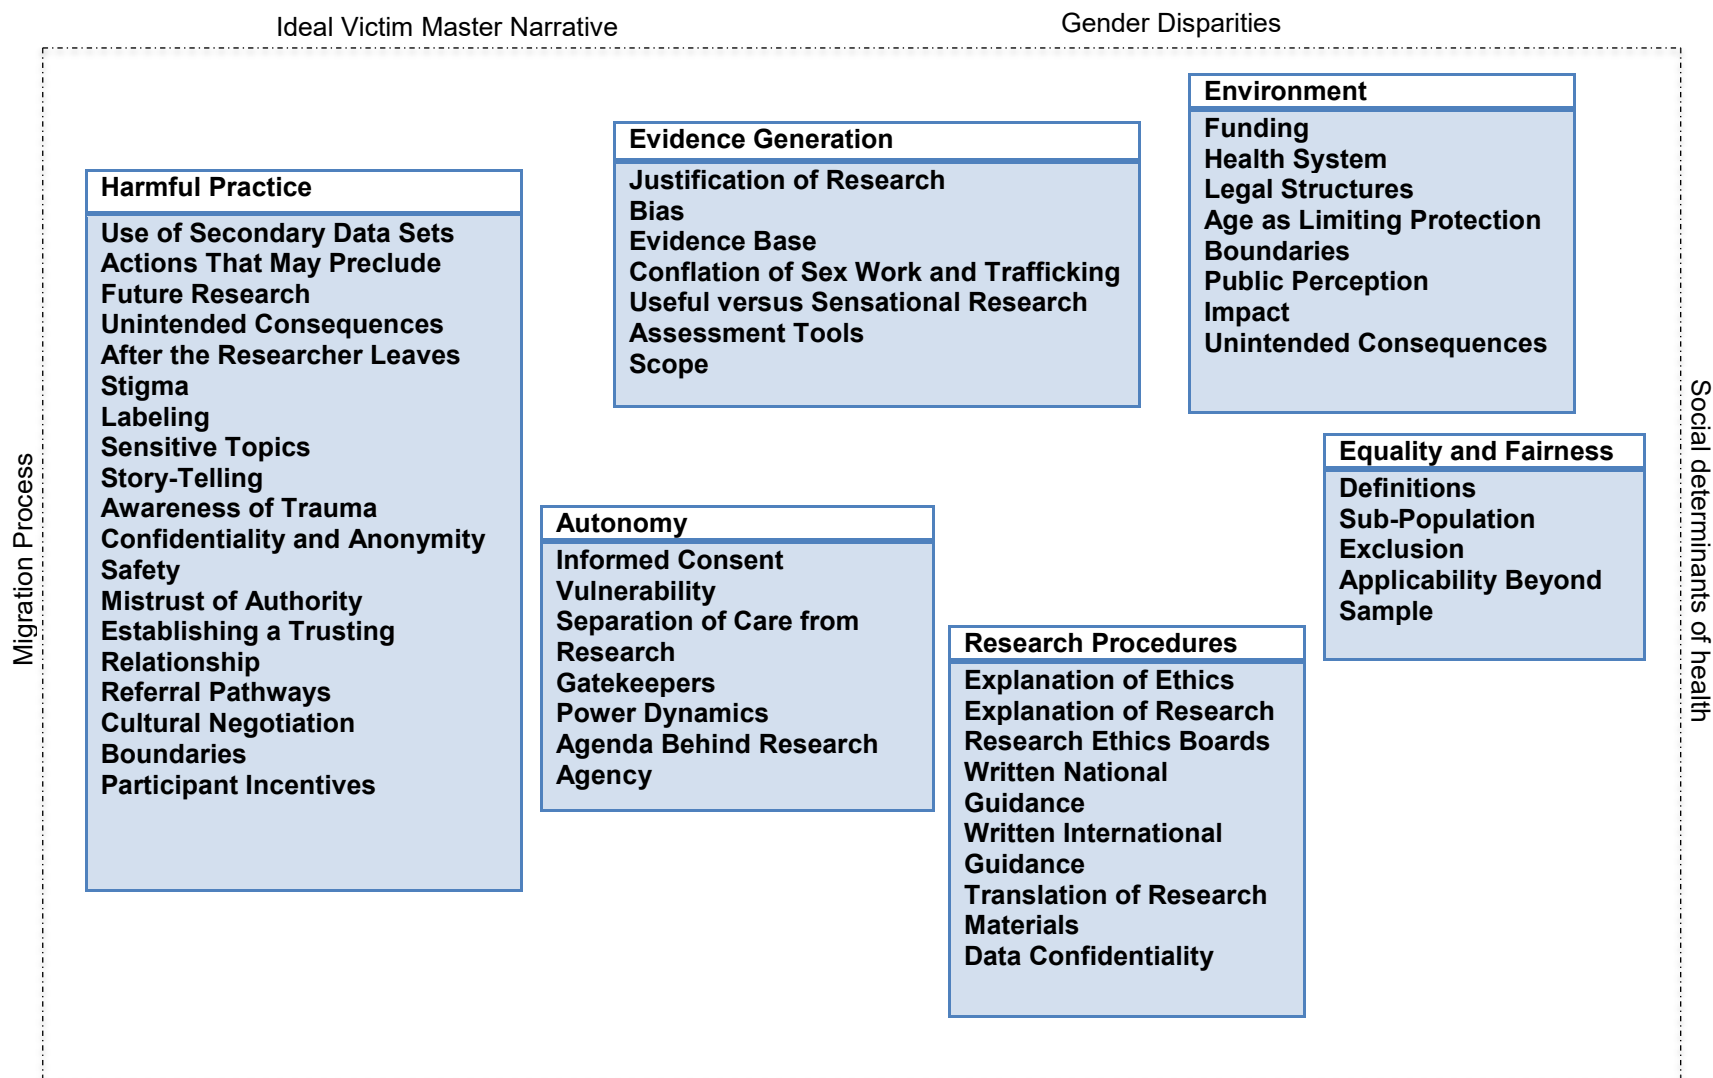 Ideal Victim Master Narrative
Gender Disparities
Migration Process
Harmful Practice
Use of Secondary Data Sets
Actions That May Preclude
Future Research
Unintended Consequences
After the Researcher Leaves
Stigma
Labeling
Sensitive Topics
Story-Telling
Awareness of Trauma
Confidentiality and Anonymity
Safety
Mistrust of Authority
Establishing a Trusting
Relationship
Referral Pathways
Cultural Negotiation
Boundaries
Participant Incentives
Evidence Generation
Justification of Research
Bias
Evidence Base
Conflation of Sex Work and Trafficking
Useful versus Sensational Research
Assessment Tools
Scope
Autonomy
Informed Consent
Vulnerability
Separation of Care from
Research
Gatekeepers
Power Dynamics
Agenda Behind Research
Agency
Research Procedures
Explanation of Ethics
Explanation of Research
Research Ethics Boards
Written National
Guidance
Written International
Guidance
Translation of Research
Materials
Data Confidentiality
Environment
Funding
Health System
Legal Structures
Age as Limiting Protection
Boundaries
Public Perception
Impact
Unintended Consequences
Equality and Fairness
Definitions
Sub-Population
Exclusion
Applicability Beyond
Sample
Social determinants of health